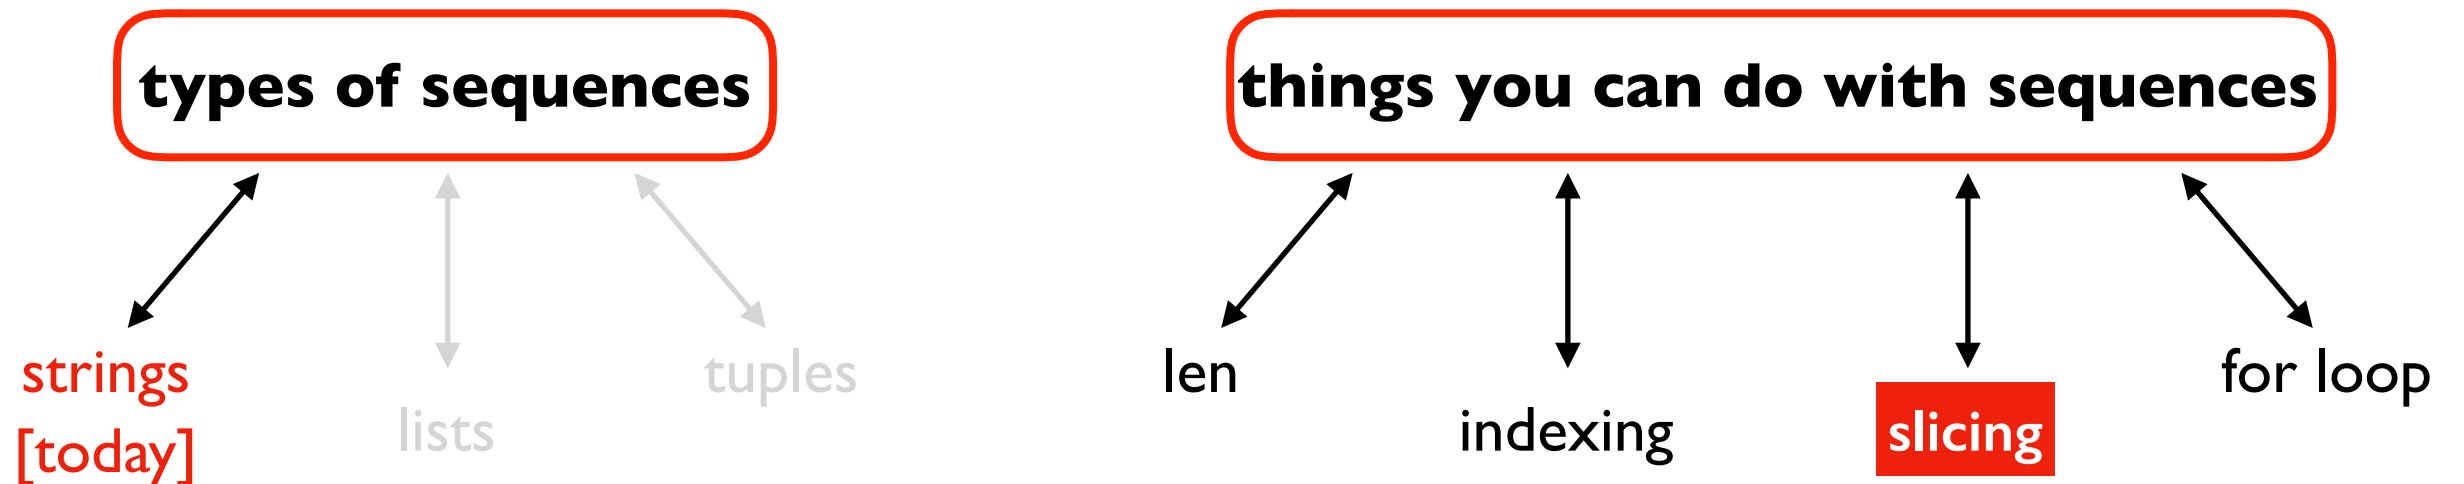 types of sequences
things you can do with sequences
strings
[today]
lists
tuples
len
indexing
slicing
for loop